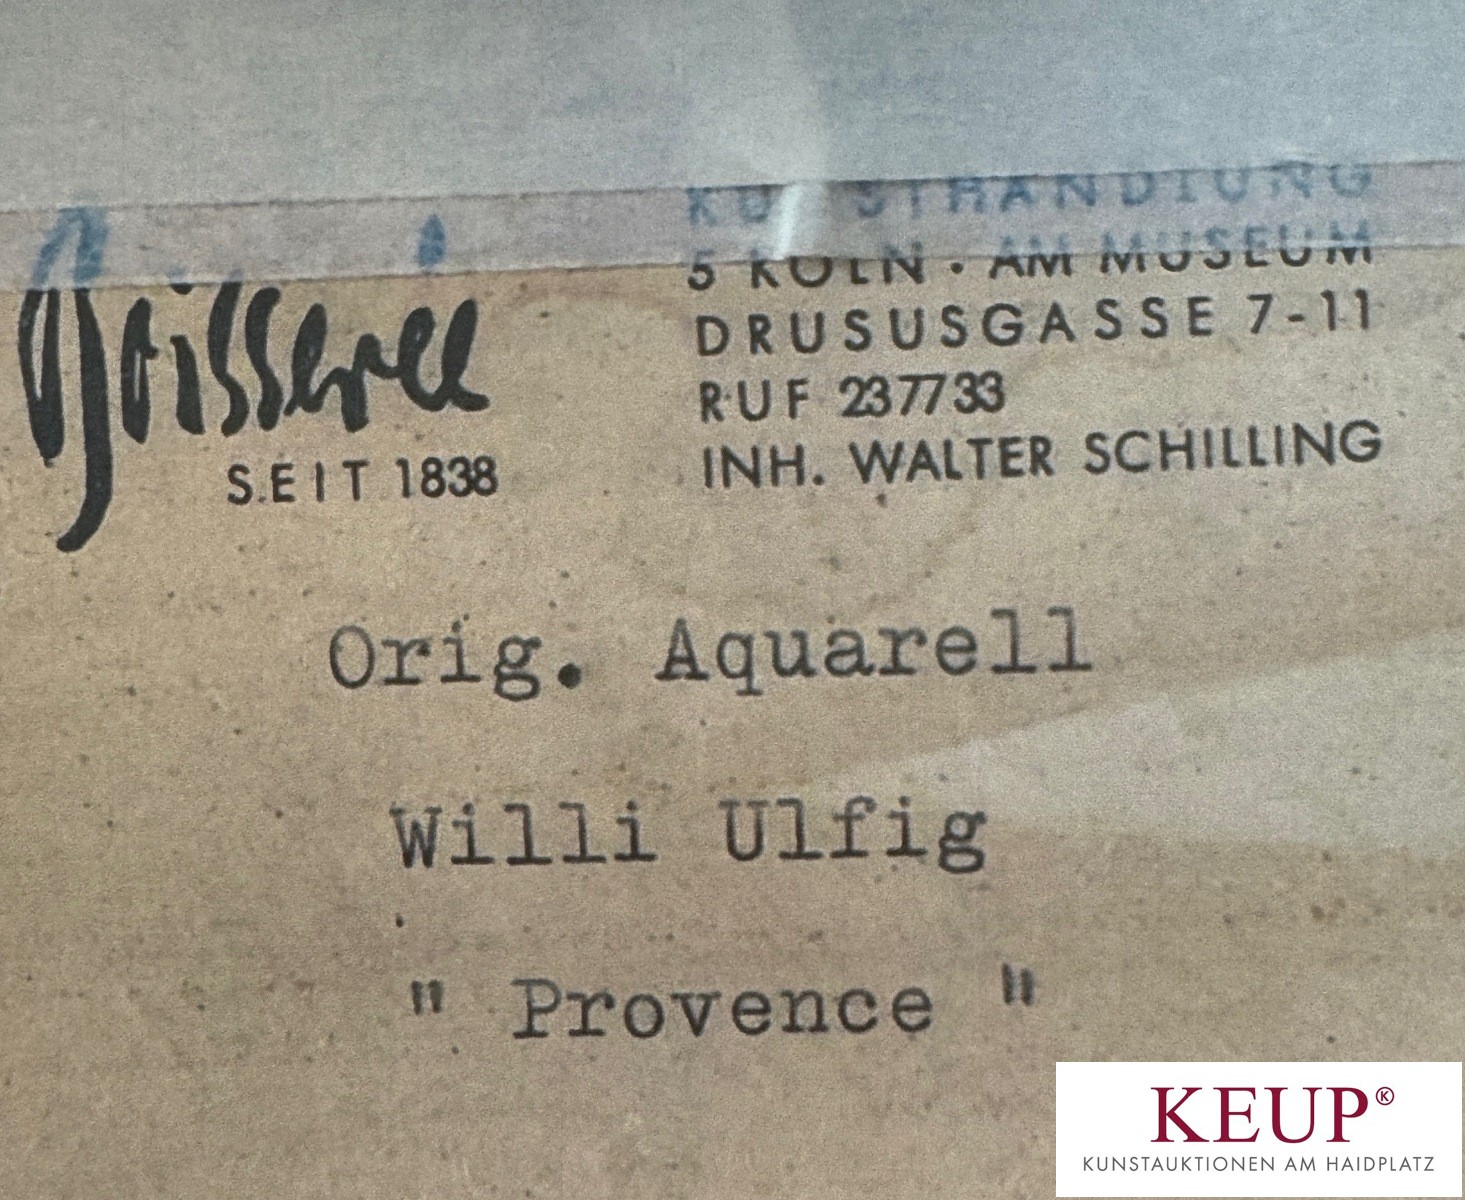 Boisserée
SEIT 1838
KUNSTHANDLUNG
5 KÖLN · AM MUSEUM
DRUSUSGASSE 7-11
RUF 237733
INH. WALTER SCHILLING
Orig. Aquarell
Willi Ulfig
" Provence "
KEUP®
KUNSTAUKTIONEN AM HAIDPLATZ